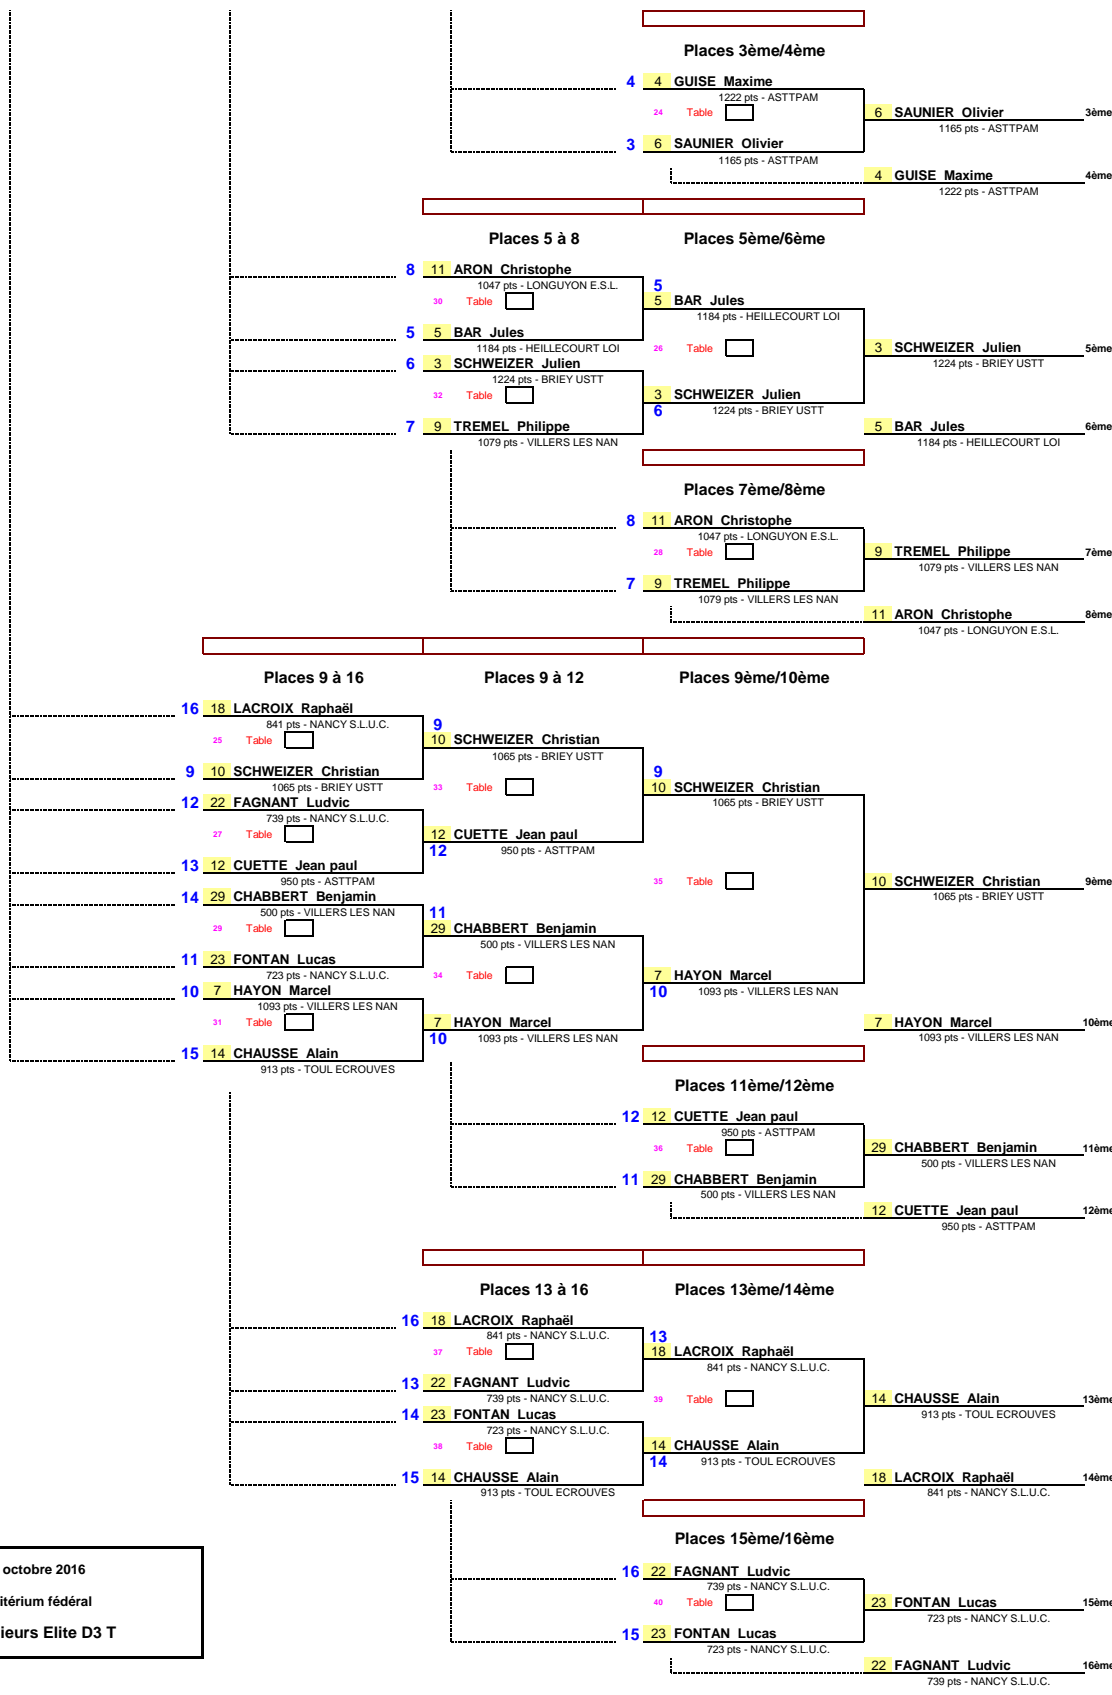 Places 3ème/4ème
4 4 GUISE Maxime
1222 pts - ASTTPAM
24 Table 6 SAUNIER Olivier 3ème
1165 pts - ASTTPAM
3 6 SAUNIER Olivier
1165 pts - ASTTPAM
4 GUISE Maxime 4ème
1222 pts - ASTTPAM
Places 5 à 8 Places 5ème/6ème
8 11 ARON Christophe
1047 pts - LONGUYON E.S.L. 5
30 Table 5 BAR Jules
1184 pts - HEILLECOURT LOI
5 5 BAR Jules
1184 pts - HEILLECOURT LOI 26 Table 3 SCHWEIZER Julien 5ème
6 3 SCHWEIZER Julien 1224 pts - BRIEY USTT
1224 pts - BRIEY USTT
32 Table 3 SCHWEIZER Julien
6 1224 pts - BRIEY USTT
7 9 TREMEL Philippe 5 BAR Jules 6ème
1079 pts - VILLERS LES NAN 1184 pts - HEILLECOURT LOI
Places 7ème/8ème
8 11 ARON Christophe
1047 pts - LONGUYON E.S.L.
28 Table 9 TREMEL Philippe 7ème
1079 pts - VILLERS LES NAN
7 9 TREMEL Philippe
1079 pts - VILLERS LES NAN
11 ARON Christophe 8ème
1047 pts - LONGUYON E.S.L.
Places 9 à 16 Places 9 à 12 Places 9ème/10ème
16 18 LACROIX Raphaël
841 pts - NANCY S.L.U.C. 9
25 Table 10 SCHWEIZER Christian
1065 pts - BRIEY USTT
9 10 SCHWEIZER Christian 9
1065 pts - BRIEY USTT 33 Table 10 SCHWEIZER Christian
12 22 FAGNANT Ludvic 1065 pts - BRIEY USTT
739 pts - NANCY S.L.U.C.
27 Table 12 CUETTE Jean paul
12 950 pts - ASTTPAM
13 12 CUETTE Jean paul
950 pts - ASTTPAM 35 Table 10 SCHWEIZER Christian 9ème
14 29 CHABBERT Benjamin 1065 pts - BRIEY USTT
500 pts - VILLERS LES NAN 11
29 Table 29 CHABBERT Benjamin
500 pts - VILLERS LES NAN
11 23 FONTAN Lucas
723 pts - NANCY S.L.U.C. 34 Table 7 HAYON Marcel
10 7 HAYON Marcel 10 1093 pts - VILLERS LES NAN
1093 pts - VILLERS LES NAN
31 Table 7 HAYON Marcel 7 HAYON Marcel 10ème
10 1093 pts - VILLERS LES NAN 1093 pts - VILLERS LES NAN
15 14 CHAUSSE Alain
913 pts - TOUL ECROUVES
Places 11ème/12ème
12 12 CUETTE Jean paul
950 pts - ASTTPAM
36 Table 29 CHABBERT Benjamin 11ème
500 pts - VILLERS LES NAN
11 29 CHABBERT Benjamin
500 pts - VILLERS LES NAN
12 CUETTE Jean paul 12ème
950 pts - ASTTPAM
Places 13 à 16 Places 13ème/14ème
16 18 LACROIX Raphaël
841 pts - NANCY S.L.U.C. 13
37 Table 18 LACROIX Raphaël
841 pts - NANCY S.L.U.C.
13 22 FAGNANT Ludvic
739 pts - NANCY S.L.U.C. 39 Table 14 CHAUSSE Alain 13ème
14 23 FONTAN Lucas 913 pts - TOUL ECROUVES
723 pts - NANCY S.L.U.C.
38 Table 14 CHAUSSE Alain
14 913 pts - TOUL ECROUVES
15 14 CHAUSSE Alain 18 LACROIX Raphaël 14ème
913 pts - TOUL ECROUVES 841 pts - NANCY S.L.U.C.
Places 15ème/16ème
octobre 2016
16 22 FAGNANT Ludvic
739 pts - NANCY S.L.U.C.
itérium fédéral
40 Table 23 FONTAN Lucas 15ème
723 pts - NANCY S.L.U.C.
ieurs Elite D3 T
15 23 FONTAN Lucas
723 pts - NANCY S.L.U.C.
22 FAGNANT Ludvic 16ème
739 pts - NANCY S.L.U.C.